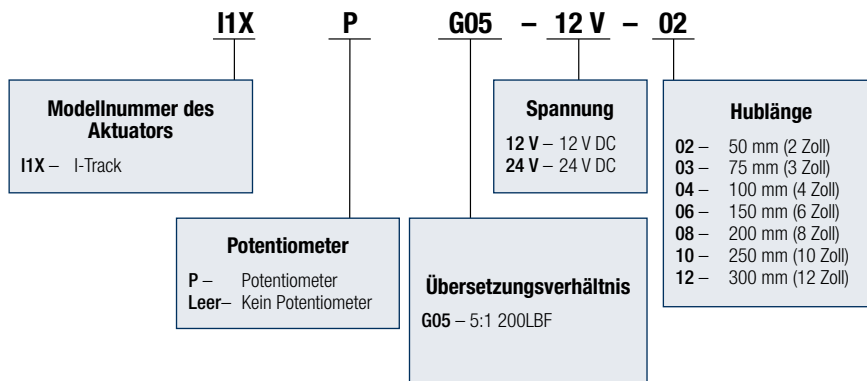 I1X P G05 – 12 V – 02
Modellnummer des
Aktuators
I1X – I-Track
Spannung
12 V – 12 V DC
24 V – 24 V DC
Hublänge
02 – 50 mm (2 Zoll)
03 – 75 mm (3 Zoll)
04 – 100 mm (4 Zoll)
06 – 150 mm (6 Zoll)
08 – 200 mm (8 Zoll)
10 – 250 mm (10 Zoll)
12 – 300 mm (12 Zoll)
Potentiometer
P – Potentiometer
Leer– Kein Potentiometer
Übersetzungsverhältnis
G05 – 5:1 200LBF